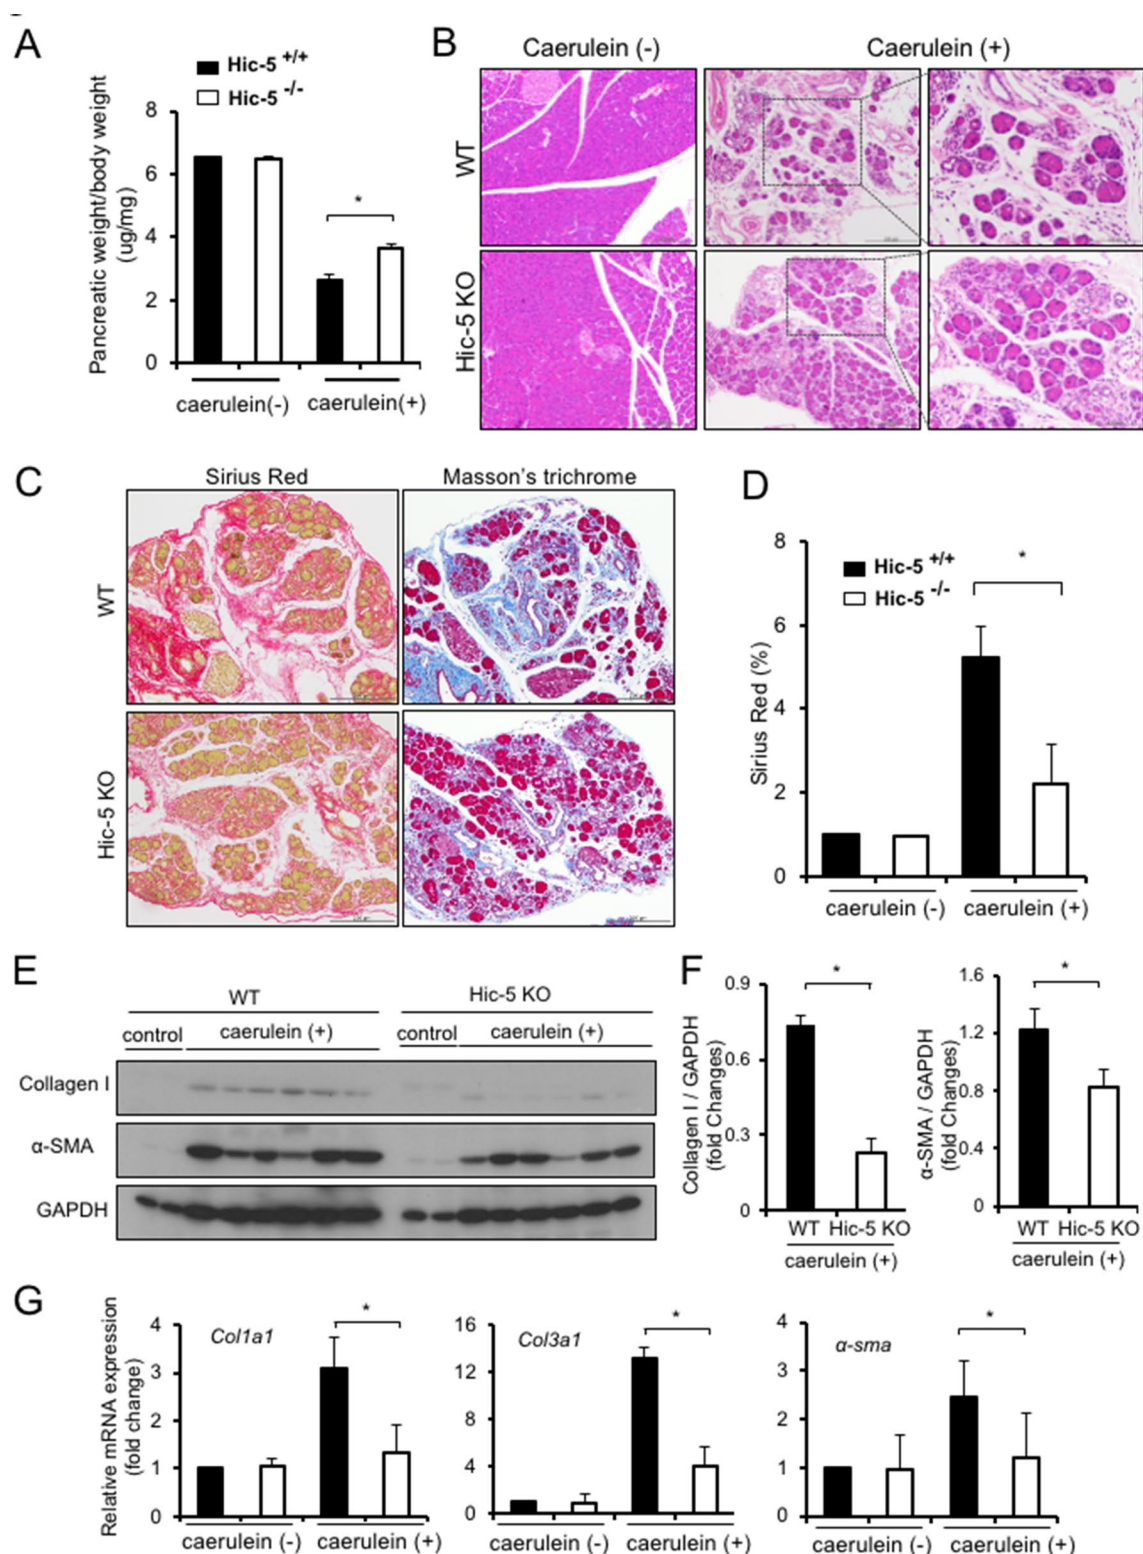 A
Hic-5 +/+
Hic-5 -/-
Pancreatic weight/body weight
(ug/mg)
8
6
4
2
0
*
caerulein(-)
caerulein(+)
B
Caerulein (-)
Caerulein (+)
WT
Hic-5 KO
C
Sirius Red
Masson's trichrome
WT
Hic-5 KO
D
Hic-5 +/+
Hic-5 -/-
Sirius Red (%)
8
6
4
2
0
*
caerulein (-)
caerulein (+)
E
WT
Hic-5 KO
control
caerulein (+)
control
caerulein (+)
Collagen I
α-SMA
GAPDH
F
Collagen I / GAPDH
(fold Changes)
0.9
0.6
0.3
0
*
WT
Hic-5 KO
caerulein (+)
α-SMA / GAPDH
(fold Changes)
1.6
1.2
0.8
0.4
0
*
WT
Hic-5 KO
caerulein (+)
G
Relative mRNA expression
(fold change)
4
3
2
1
0
Col1a1
*
caerulein (-)
caerulein (+)
16
12
8
4
0
Col3a1
*
caerulein (-)
caerulein (+)
4
3
2
1
0
α-sma
*
caerulein (-)
caerulein (+)